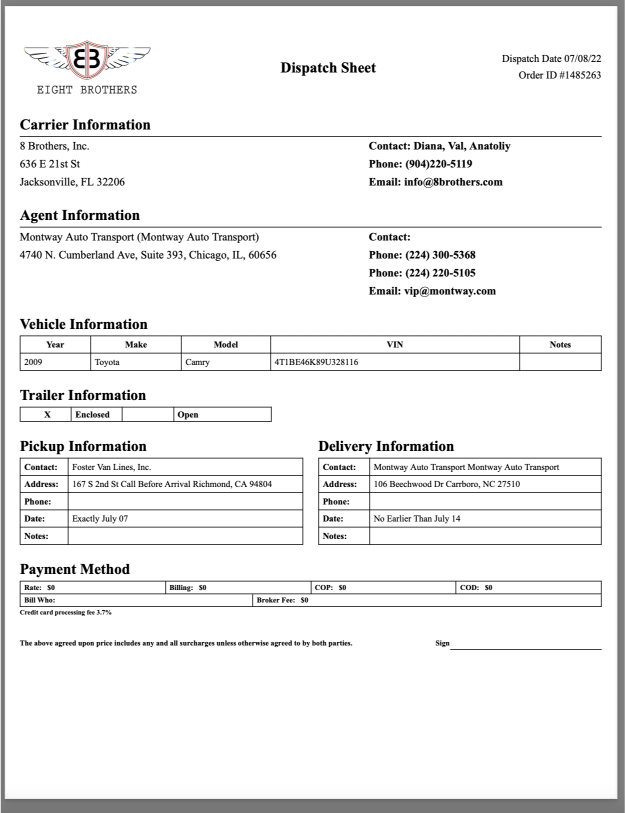 8B
EIGHT BROTHERS
Dispatch Sheet
Dispatch Date 07/08/22
Order ID #1485263
Carrier Information
8 Brothers, Inc.
636 E 21st St
Jacksonville, FL 32206
Contact: Diana, Val, Anatoliy
Phone: (904)220-5119
Email: info@8brothers.com
Agent Information
Montway Auto Transport (Montway Auto Transport)
4740 N. Cumberland Ave, Suite 393, Chicago, IL, 60656
Contact:
Phone: (224) 300-5368
Phone: (224) 220-5105
Email: vip@montway.com
Vehicle Information
Year Make Model VIN Notes
2009 Toyota Camry 4T1BE46K89U328116
Trailer Information
X Enclosed Open
Pickup Information
Contact: Foster Van Lines, Inc.
Address: 167 S 2nd St Call Before Arrival Richmond, CA 94804
Phone:
Date: Exactly July 07
Notes:
Delivery Information
Contact: Montway Auto Transport Montway Auto Transport
Address: 106 Beechwood Dr Carrboro, NC 27510
Phone:
Date: No Earlier Than July 14
Notes:
Payment Method
Rate: $0 Billing: $0 COP: $0 COD: $0
Bill Who: Broker Fee: $0
Credit card processing fee 3.7%
The above agreed upon price includes any and all surcharges unless otherwise agreed to by both parties. Sign